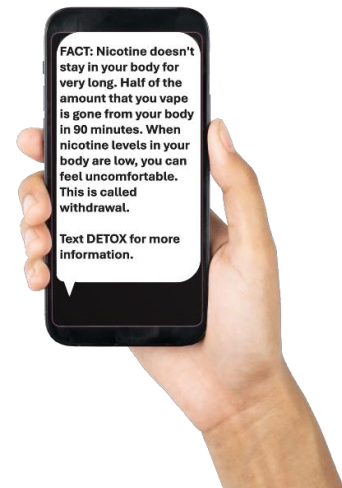 FACT: Nicotine doesn't
stay in your body for
very long. Half of the
amount that you vape
is gone from your body
in 90 minutes. When
nicotine levels in your
body are low, you can
feel uncomfortable.
This is called
withdrawal.
Text DETOX for more
information.